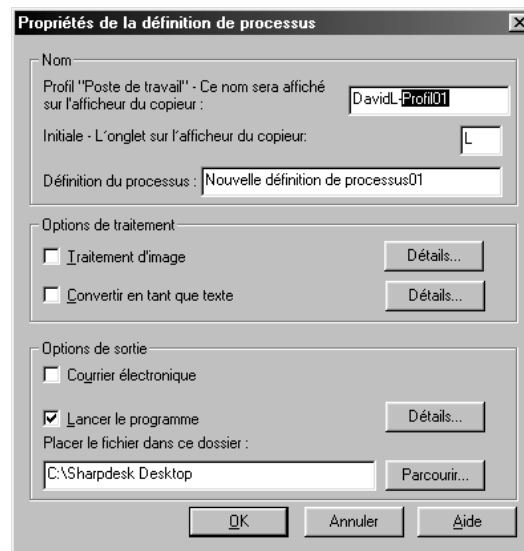 Propriétés de la définition de processus
Nom
Profil "Poste de travail" - Ce nom sera affiché
sur l'afficheur du copieur :
DavidL-Profil01
Initiale - L´onglet sur l´afficheur du copieur:
L
Définition du processus :
Nouvelle définition de processus01
Options de traitement
Traitement d'image
Détails...
Convertir en tant que texte
Détails...
Options de sortie
Courrier électronique
Lancer le programme
Détails...
Placer le fichier dans ce dossier :
C:\Sharpdesk Desktop
Parcourir...
OK
Annuler
Aide